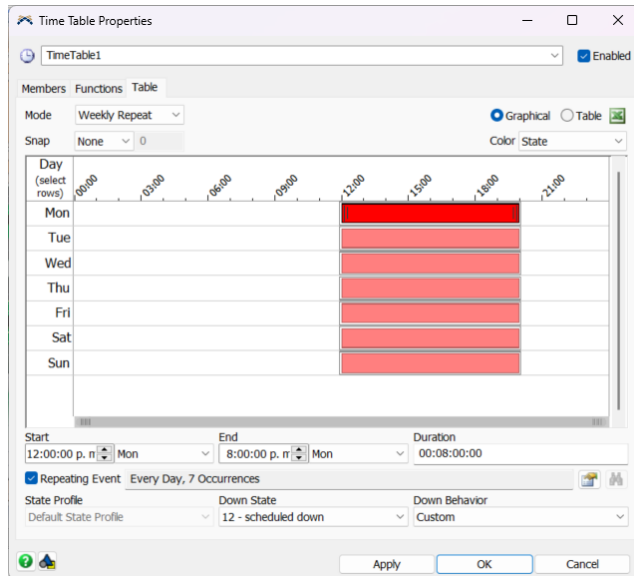 Time Table Properties
TimeTable1
Enabled
Members Functions Table
Mode Weekly Repeat Graphical Table
Snap None 0 Color State
Day
(select
rows)
00:00 03:00 06:00 09:00 12:00 15:00 18:00 21:00
Mon
Tue
Wed
Thu
Fri
Sat
Sun
Start End Duration
12:00:00 p. m Mon 8:00:00 p. m Mon 00:08:00:00
Repeating Event Every Day, 7 Occurrences
State Profile Down State Down Behavior
Default State Profile 12 - scheduled down Custom
Apply OK Cancel